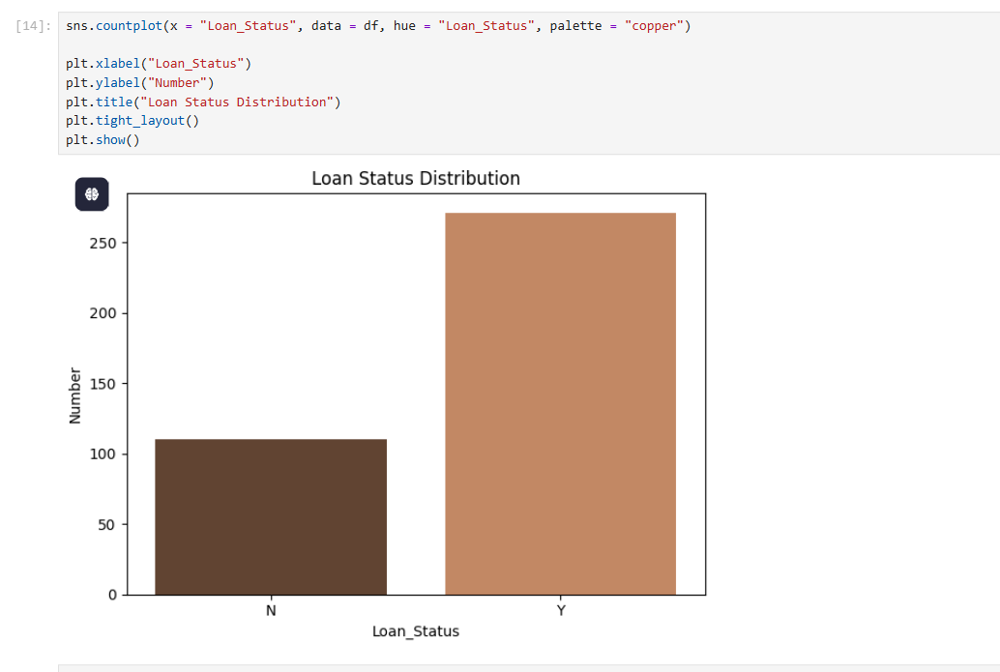 [14]: sns.countplot(x = "Loan_Status", data = df, hue = "Loan_Status", palette = "copper")
plt.xlabel("Loan_Status")
plt.ylabel("Number")
plt.title("Loan Status Distribution")
plt.tight_layout()
plt.show()
Loan Status Distribution
250
200
150
100
50
0
Number
N Y
Loan_Status